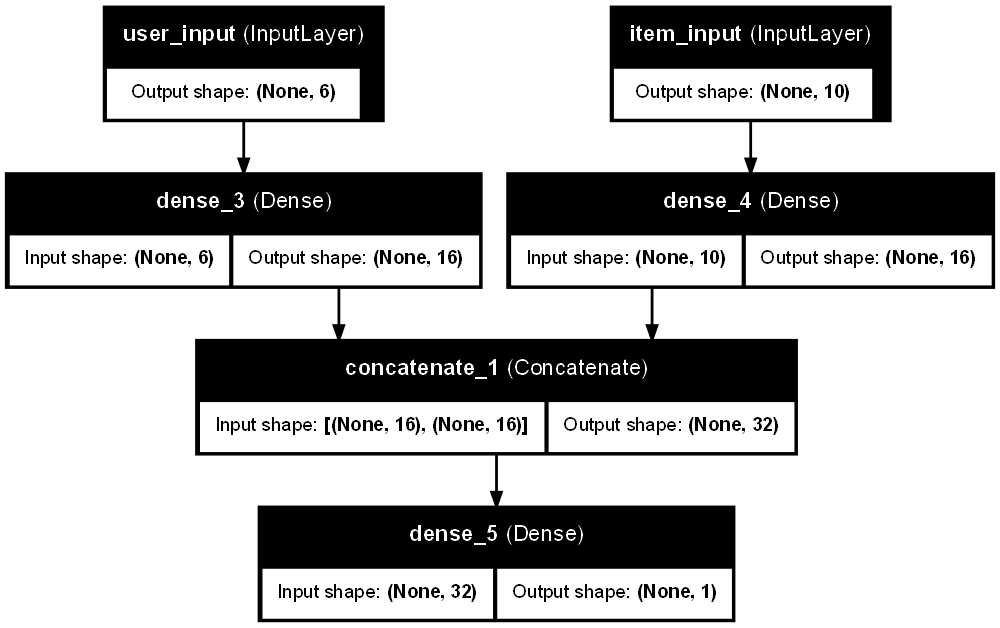 user_input (InputLayer)
Output shape: (None, 6)
item_input (InputLayer)
Output shape: (None, 10)
dense_3 (Dense)
Input shape: (None, 6)
Output shape: (None, 16)
dense_4 (Dense)
Input shape: (None, 10)
Output shape: (None, 16)
concatenate_1 (Concatenate)
Input shape: [(None, 16), (None, 16)]
Output shape: (None, 32)
dense_5 (Dense)
Input shape: (None, 32)
Output shape: (None, 1)